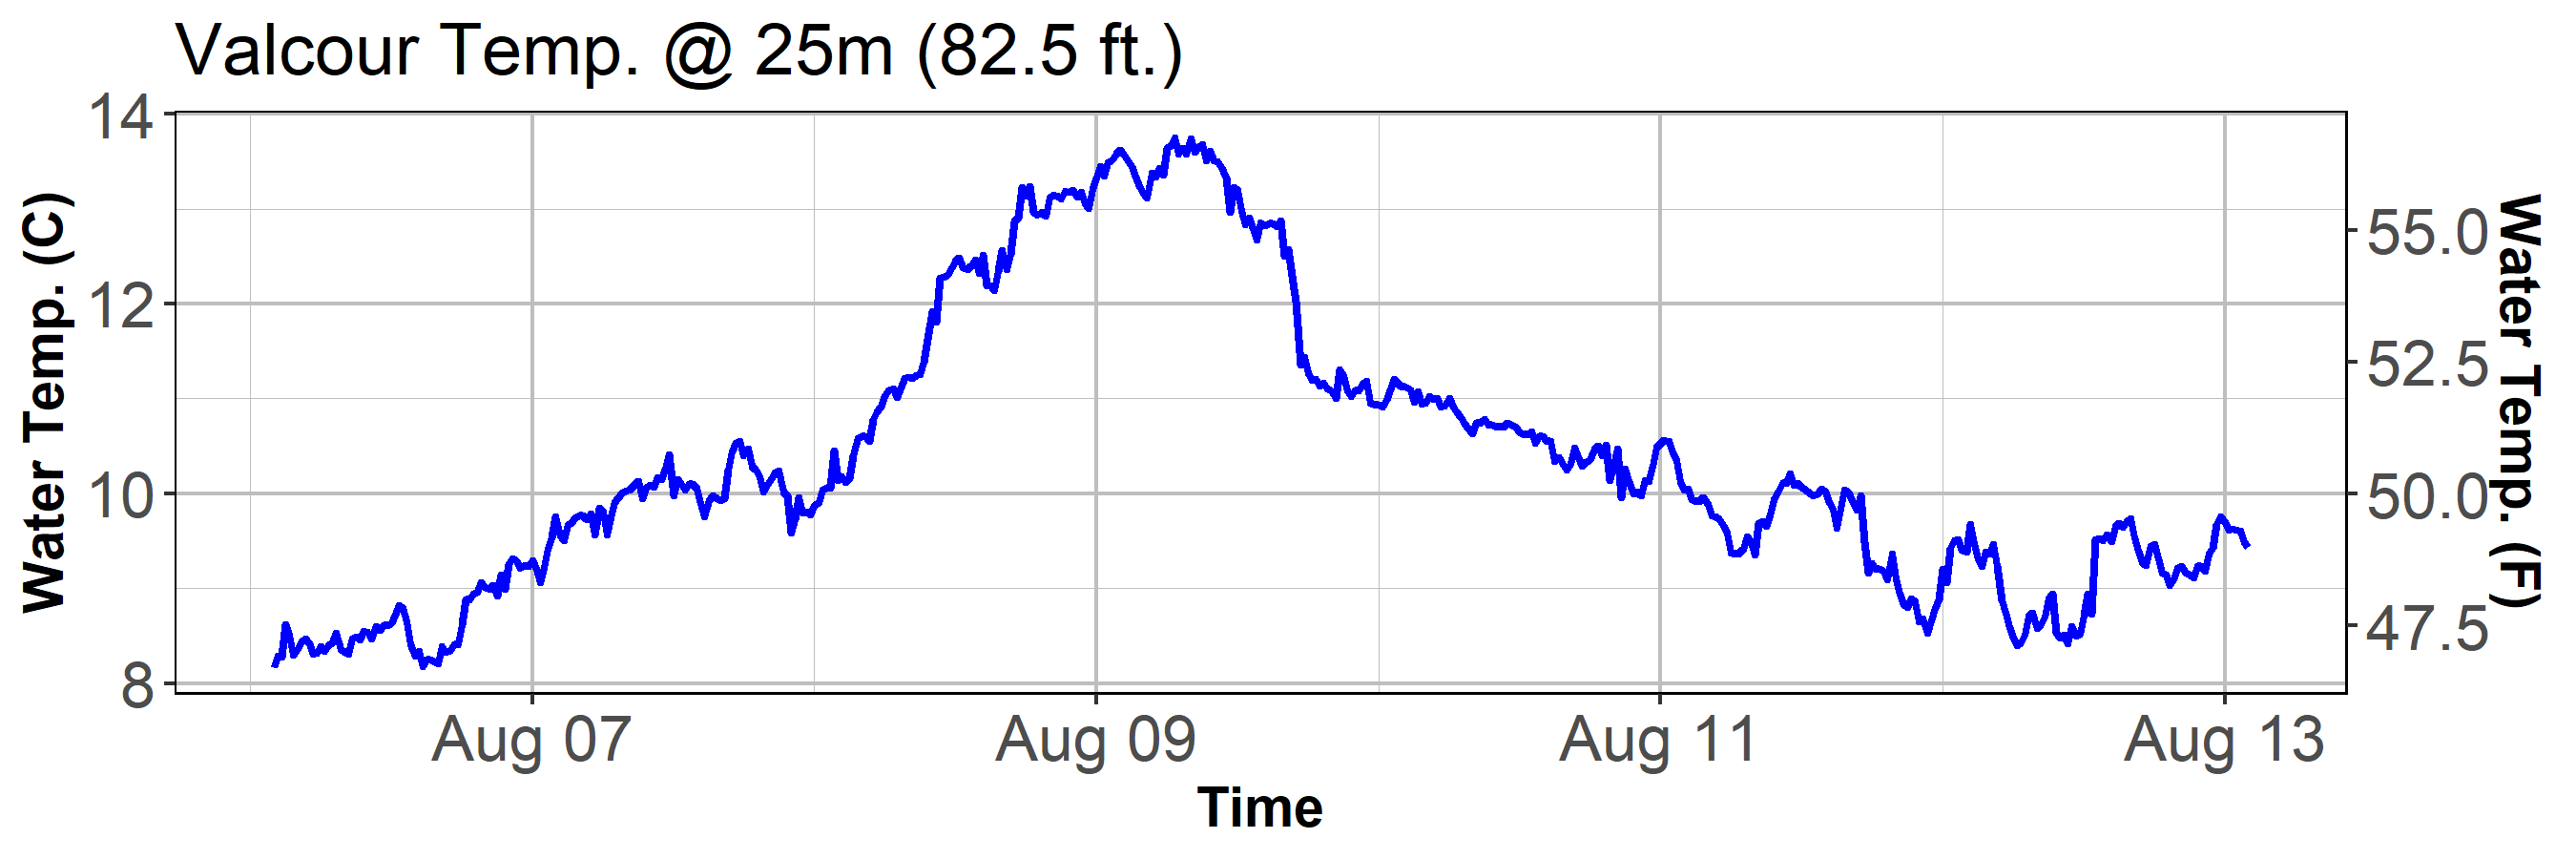 Valcour Temp. @ 25m (82.5 ft.)
Water Temp. (C)
14
12
10
8
Water Temp. (F)
55.0
52.5
50.0
47.5
Aug 07 Aug 09 Aug 11 Aug 13
Time